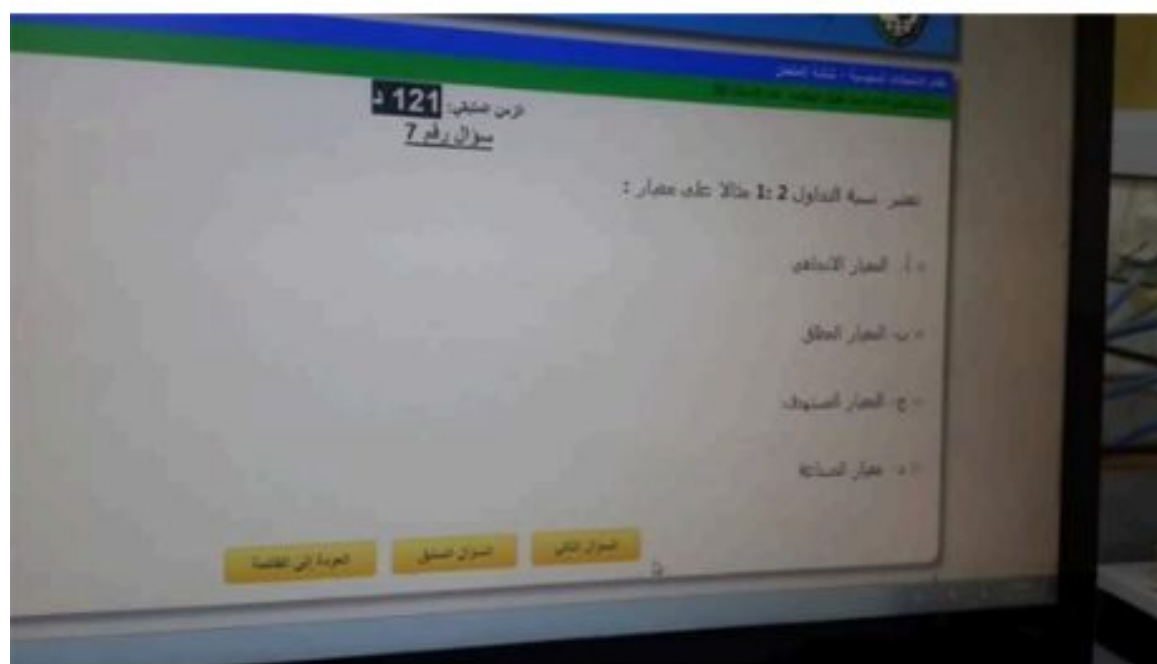 الزمن المتبقي: 121 د
سؤال رقم 7
تعتبر نسبة التداول 2 :1 مثالا على معيار :
أ. المعيار الاتجاهي
ب- المعيار المطلق
ج- المعيار المستهدف
د- معيار الصناعة
السؤال التالي
السؤال السابق
العودة إلى القائمة